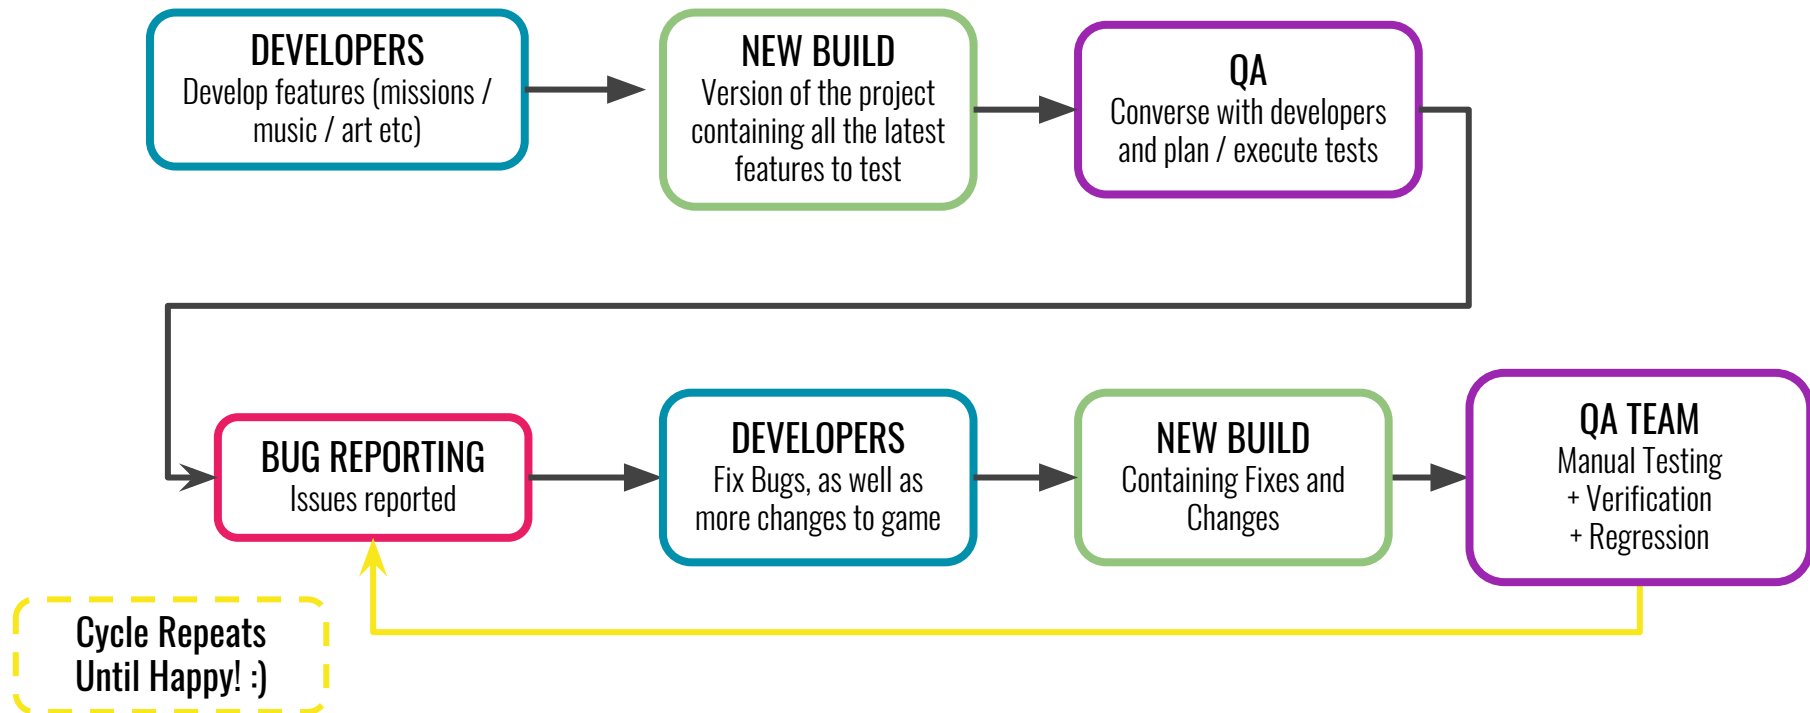 DEVELOPERS
Develop features (missions /
music / art etc)
NEW BUILD
Version of the project
containing all the latest
features to test
QA
Converse with developers
and plan / execute tests
BUG REPORTING
Issues reported
DEVELOPERS
Fix Bugs, as well as
more changes to game
NEW BUILD
Containing Fixes and
Changes
QA TEAM
Manual Testing
+ Verification
+ Regression
Cycle Repeats
Until Happy! :)